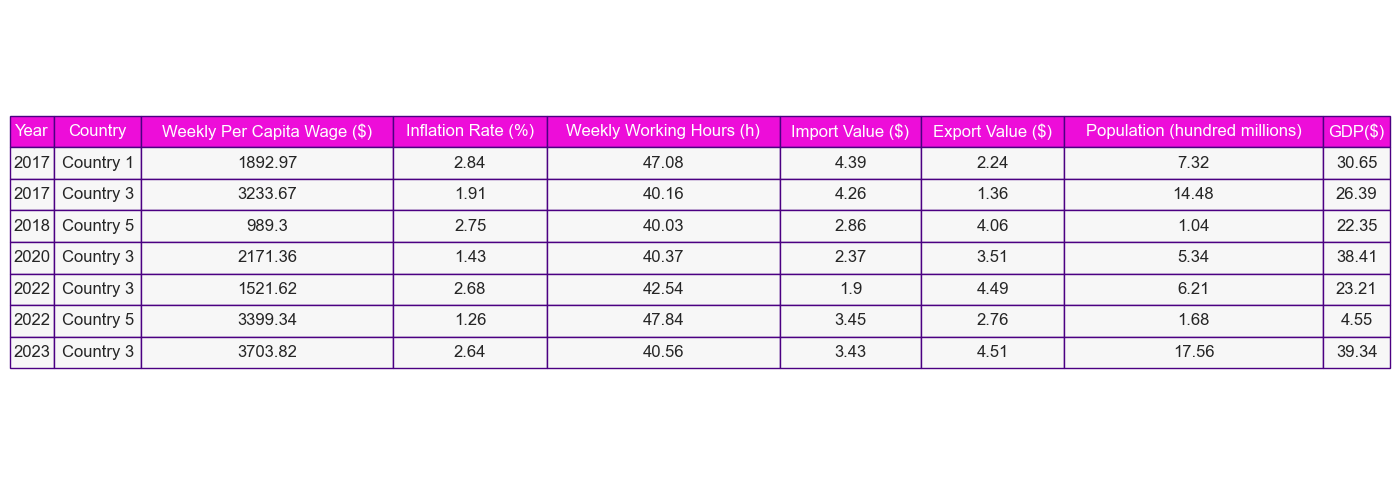 Year Country Weekly Per Capita Wage ($) Inflation Rate (%) Weekly Working Hours (h) Import Value ($) Export Value ($) Population (hundred millions) GDP($)
2017 Country 1 1892.97 2.84 47.08 4.39 2.24 7.32 30.65
2017 Country 3 3233.67 1.91 40.16 4.26 1.36 14.48 26.39
2018 Country 5 989.3 2.75 40.03 2.86 4.06 1.04 22.35
2020 Country 3 2171.36 1.43 40.37 2.37 3.51 5.34 38.41
2022 Country 3 1521.62 2.68 42.54 1.9 4.49 6.21 23.21
2022 Country 5 3399.34 1.26 47.84 3.45 2.76 1.68 4.55
2023 Country 3 3703.82 2.64 40.56 3.43 4.51 17.56 39.34